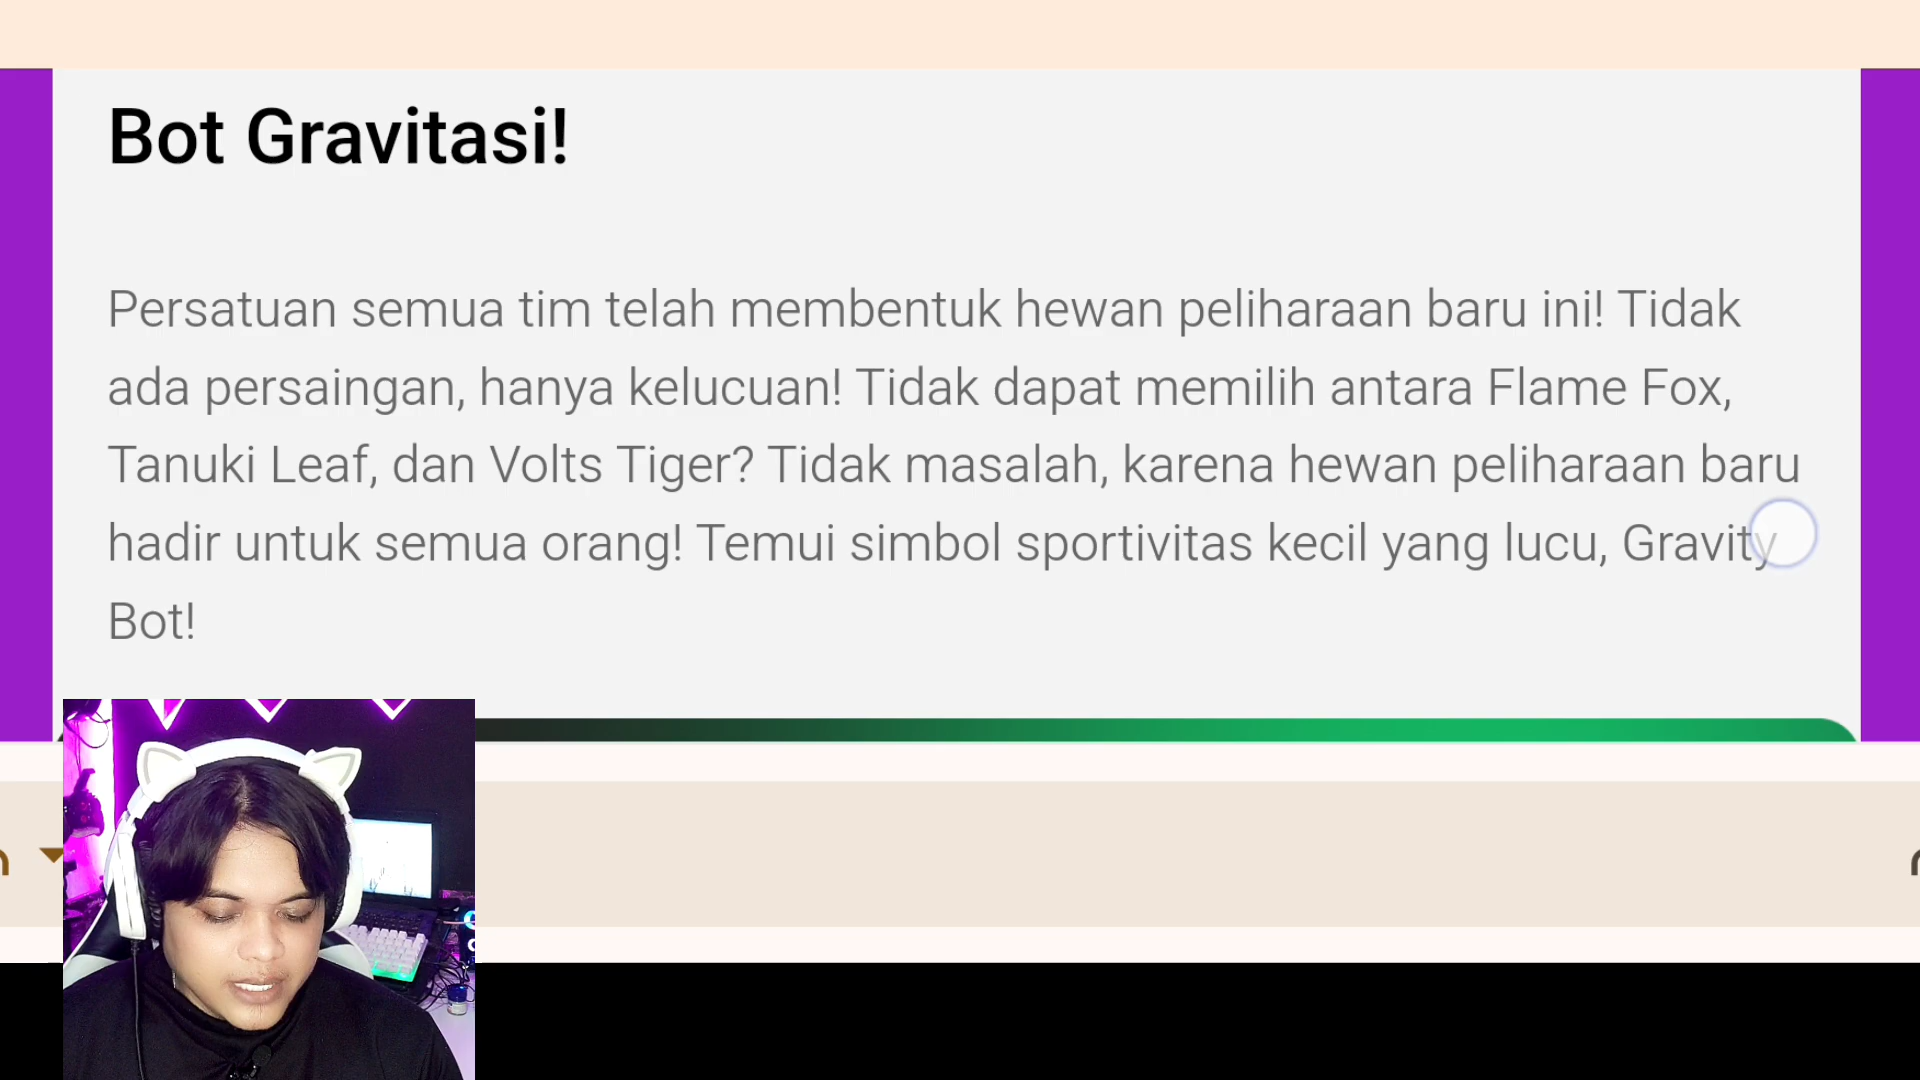 Bot Gravitasi!
Persatuan semua tim telah membentuk hewan peliharaan baru ini! Tidak
ada persaingan, hanya kelucuan! Tidak dapat memilih antara Flame Fox,
Tanuki Leaf, dan Volts Tiger? Tidak masalah, karena hewan peliharaan baru
hadir untuk semua orang! Temui simbol sportivitas kecil yang lucu, Gravity
Bot!